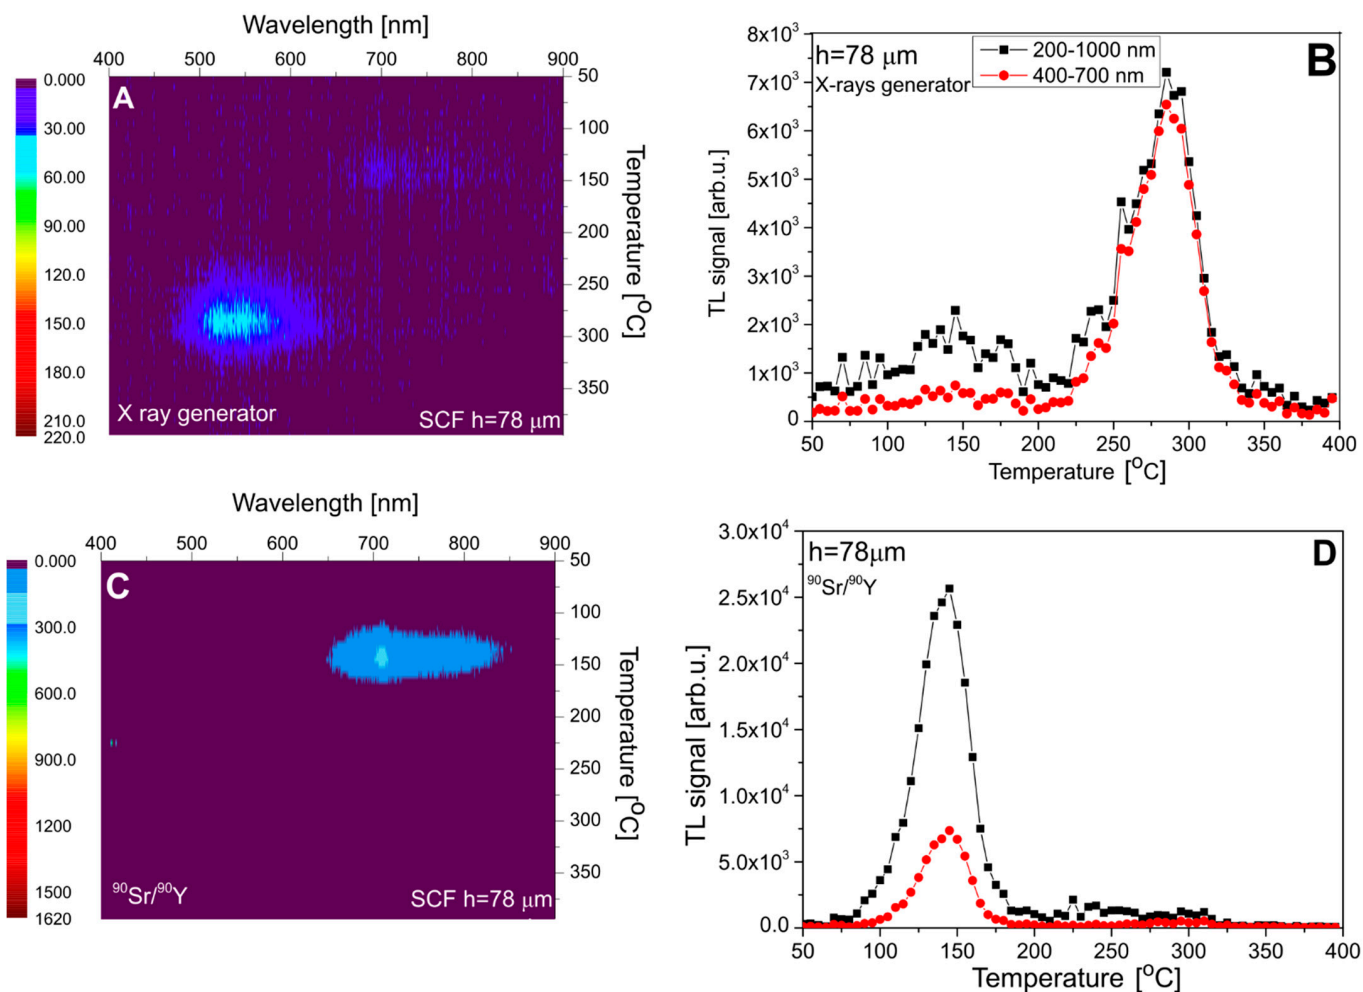 Wavelength [nm]
400 500 600 700 800 900
0.000
30.00
60.00
90.00
120.0
150.0
180.0
210.0
220.0
A
X ray generator
SCF h=78 μm
50
100
150
200
250
300
350
Temperature [°C]
8x10³
7x10³
6x10³
5x10³
4x10³
3x10³
2x10³
1x10³
0
TL signal [arb.u.]
h=78 μm
X-rays generator
200-1000 nm
400-700 nm
B
50 100 150 200 250 300 350 400
Temperature [°C]
Wavelength [nm]
400 500 600 700 800 900
0.000
300.0
600.0
900.0
1200
1500
1620
C
⁹⁰Sr/⁹⁰Y
SCF h=78 μm
50
100
150
200
250
300
350
Temperature [°C]
3.0x10⁴
2.5x10⁴
2.0x10⁴
1.5x10⁴
1.0x10⁴
5.0x10³
0.0
TL signal [arb.u.]
h=78μm
⁹⁰Sr/⁹⁰Y
D
50 100 150 200 250 300 350 400
Temperature [°C]